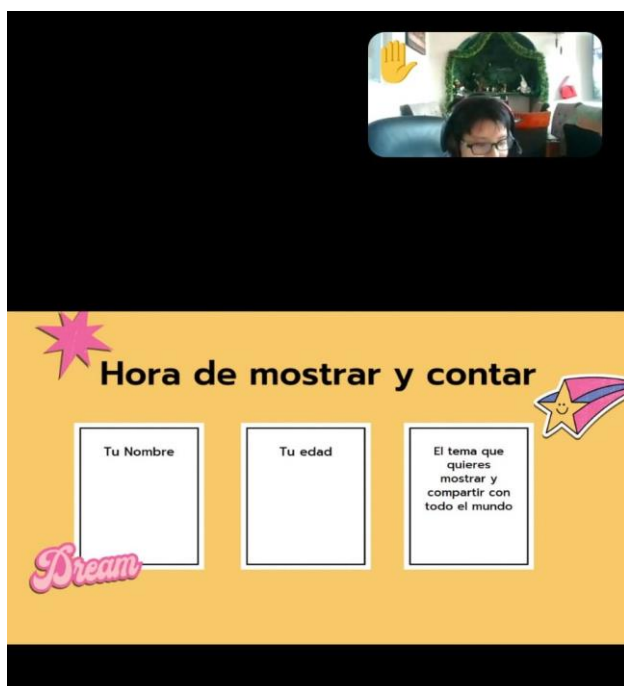 Hora de mostrar y contar
Tu Nombre
Tu edad
El tema que
quieres
mostrar y
compartir con
todo el mundo
Dream